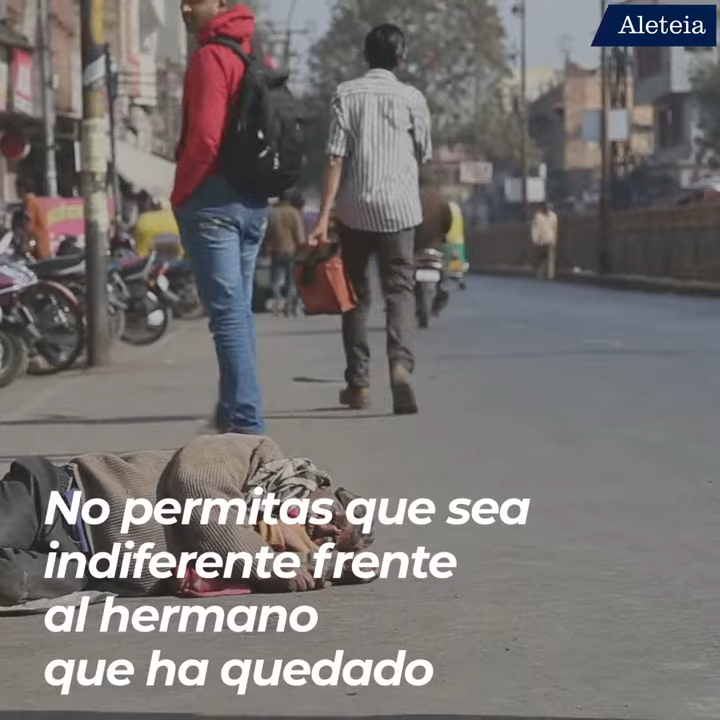 Aleteia
No permitas que sea
indiferente frente
al hermano
que ha quedado